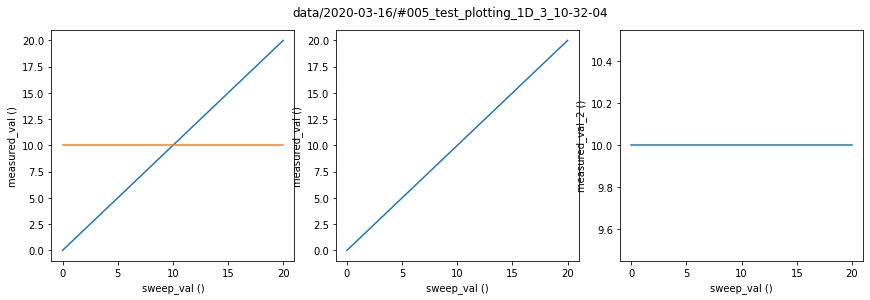 data/2020-03-16/#005_test_plotting_1D_3_10-32-04
measured_val ()
20.0
17.5
15.0
12.5
10.0
7.5
5.0
2.5
0.0
0 5 10 15 20
sweep_val ()
measured_val ()
20.0
17.5
15.0
12.5
10.0
7.5
5.0
2.5
0.0
0 5 10 15 20
sweep_val ()
measured_val_2 ()
10.4
10.2
10.0
9.8
9.6
0 5 10 15 20
sweep_val ()